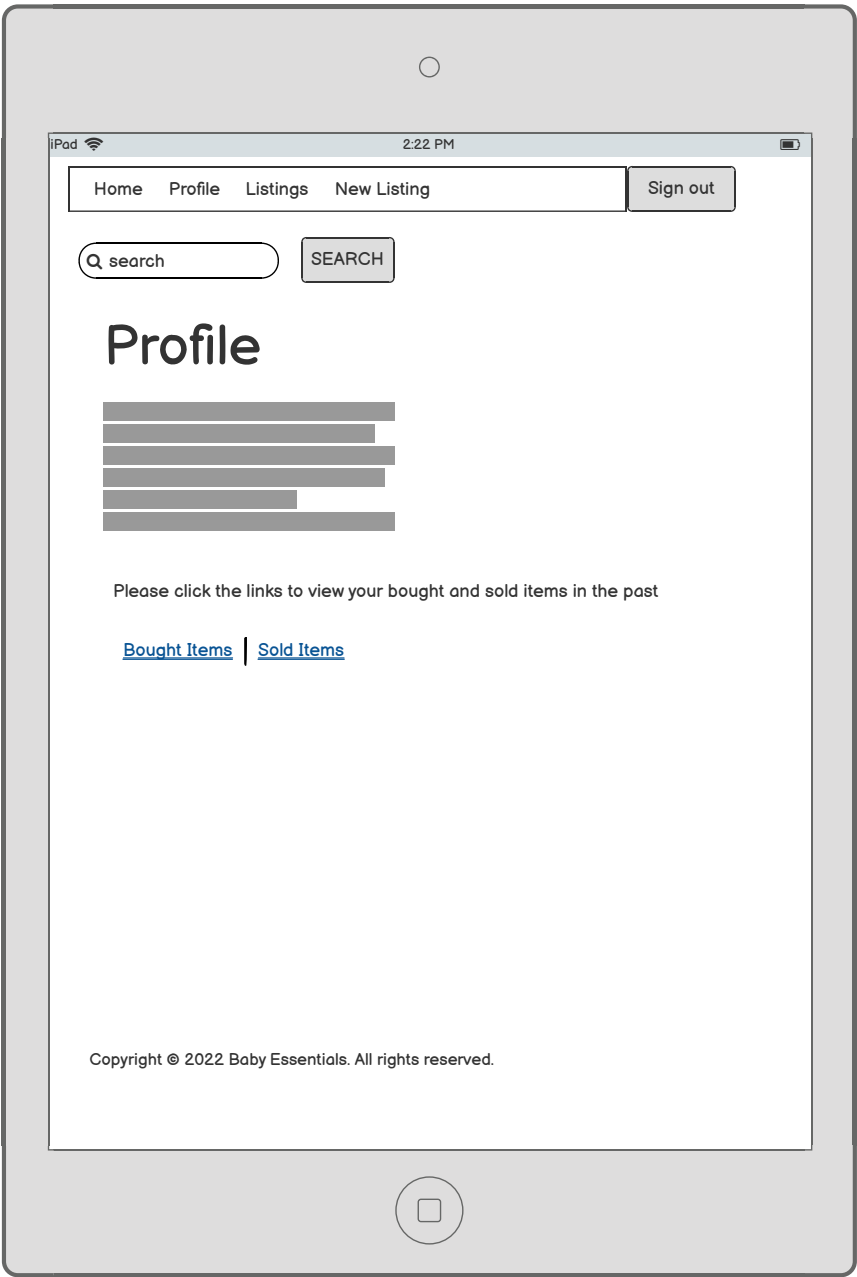 iPad 2:22 PM
Home Profile Listings New Listing Sign out
search SEARCH
Profile
Please click the links to view your bought and sold items in the past
Bought Items Sold Items
Copyright © 2022 Baby Essentials. All rights reserved.